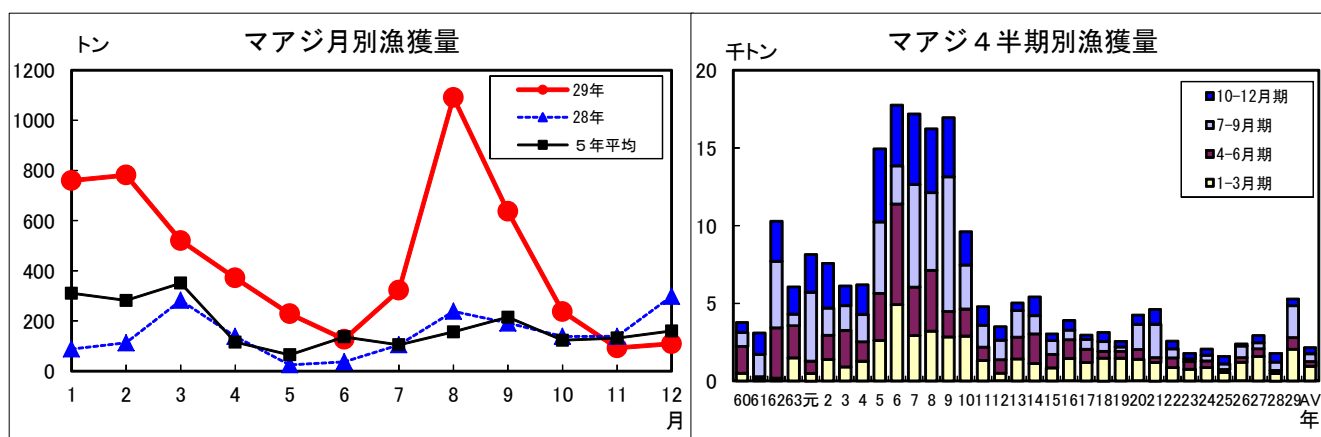 マアジ月別漁獲量
トン
1200
1000
800
600
400
200
0
29年
28年
５年平均
1 2 3 4 5 6 7 8 9 10 11 12
月
マアジ４半期別漁獲量
千トン
20
15
10
5
0
10-12月期
7-9月期
4-6月期
1-3月期
60 61 62 63 元 2 3 4 5 6 7 8 9 10 11 12 13 14 15 16 17 18 19 20 21 22 23 24 25 26 27 28 29 AV
年